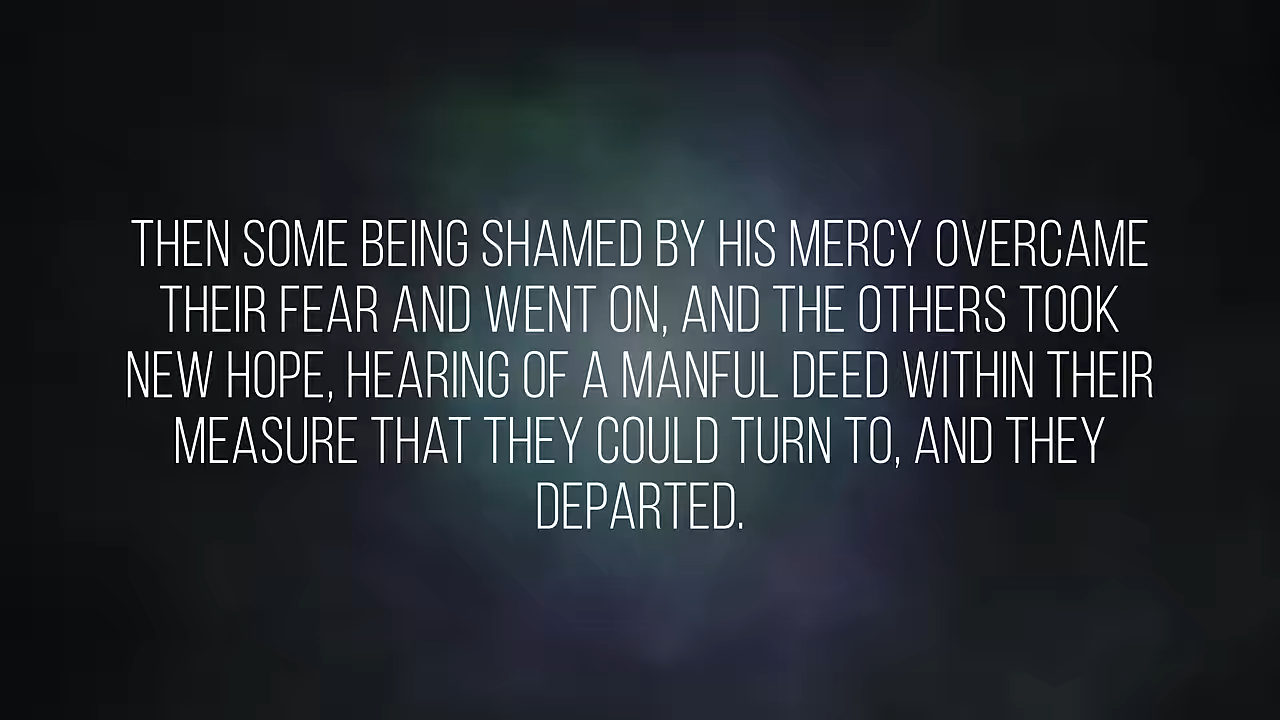 THEN SOME BEING SHAMED BY HIS MERCY OVERCAME
THEIR FEAR AND WENT ON, AND THE OTHERS TOOK
NEW HOPE, HEARING OF A MANFUL DEED WITHIN THEIR
MEASURE THAT THEY COULD TURN TO, AND THEY
DEPARTED.